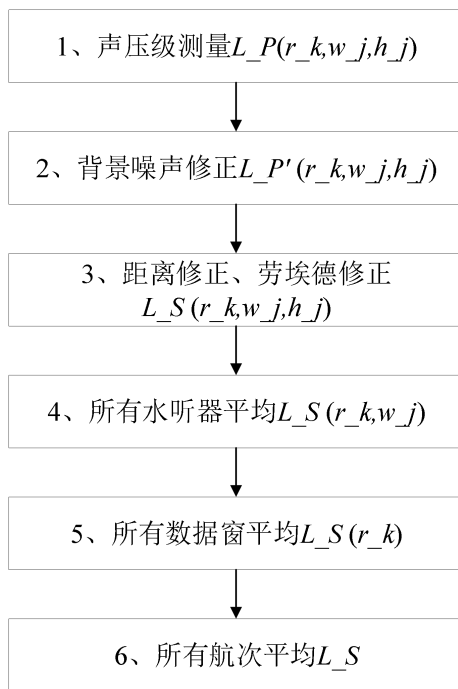 1、声压级测量L_P(r_k,w_j,h_j)
2、背景噪声修正L_P′(r_k,w_j,h_j)
3、距离修正、劳埃德修正
L_S (r_k,w_j,h_j)
4、所有水听器平均L_S (r_k,w_j)
5、所有数据窗平均L_S (r_k)
6、所有航次平均L_S